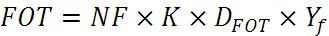 FOT = NF × K × D_FOT × Y_f